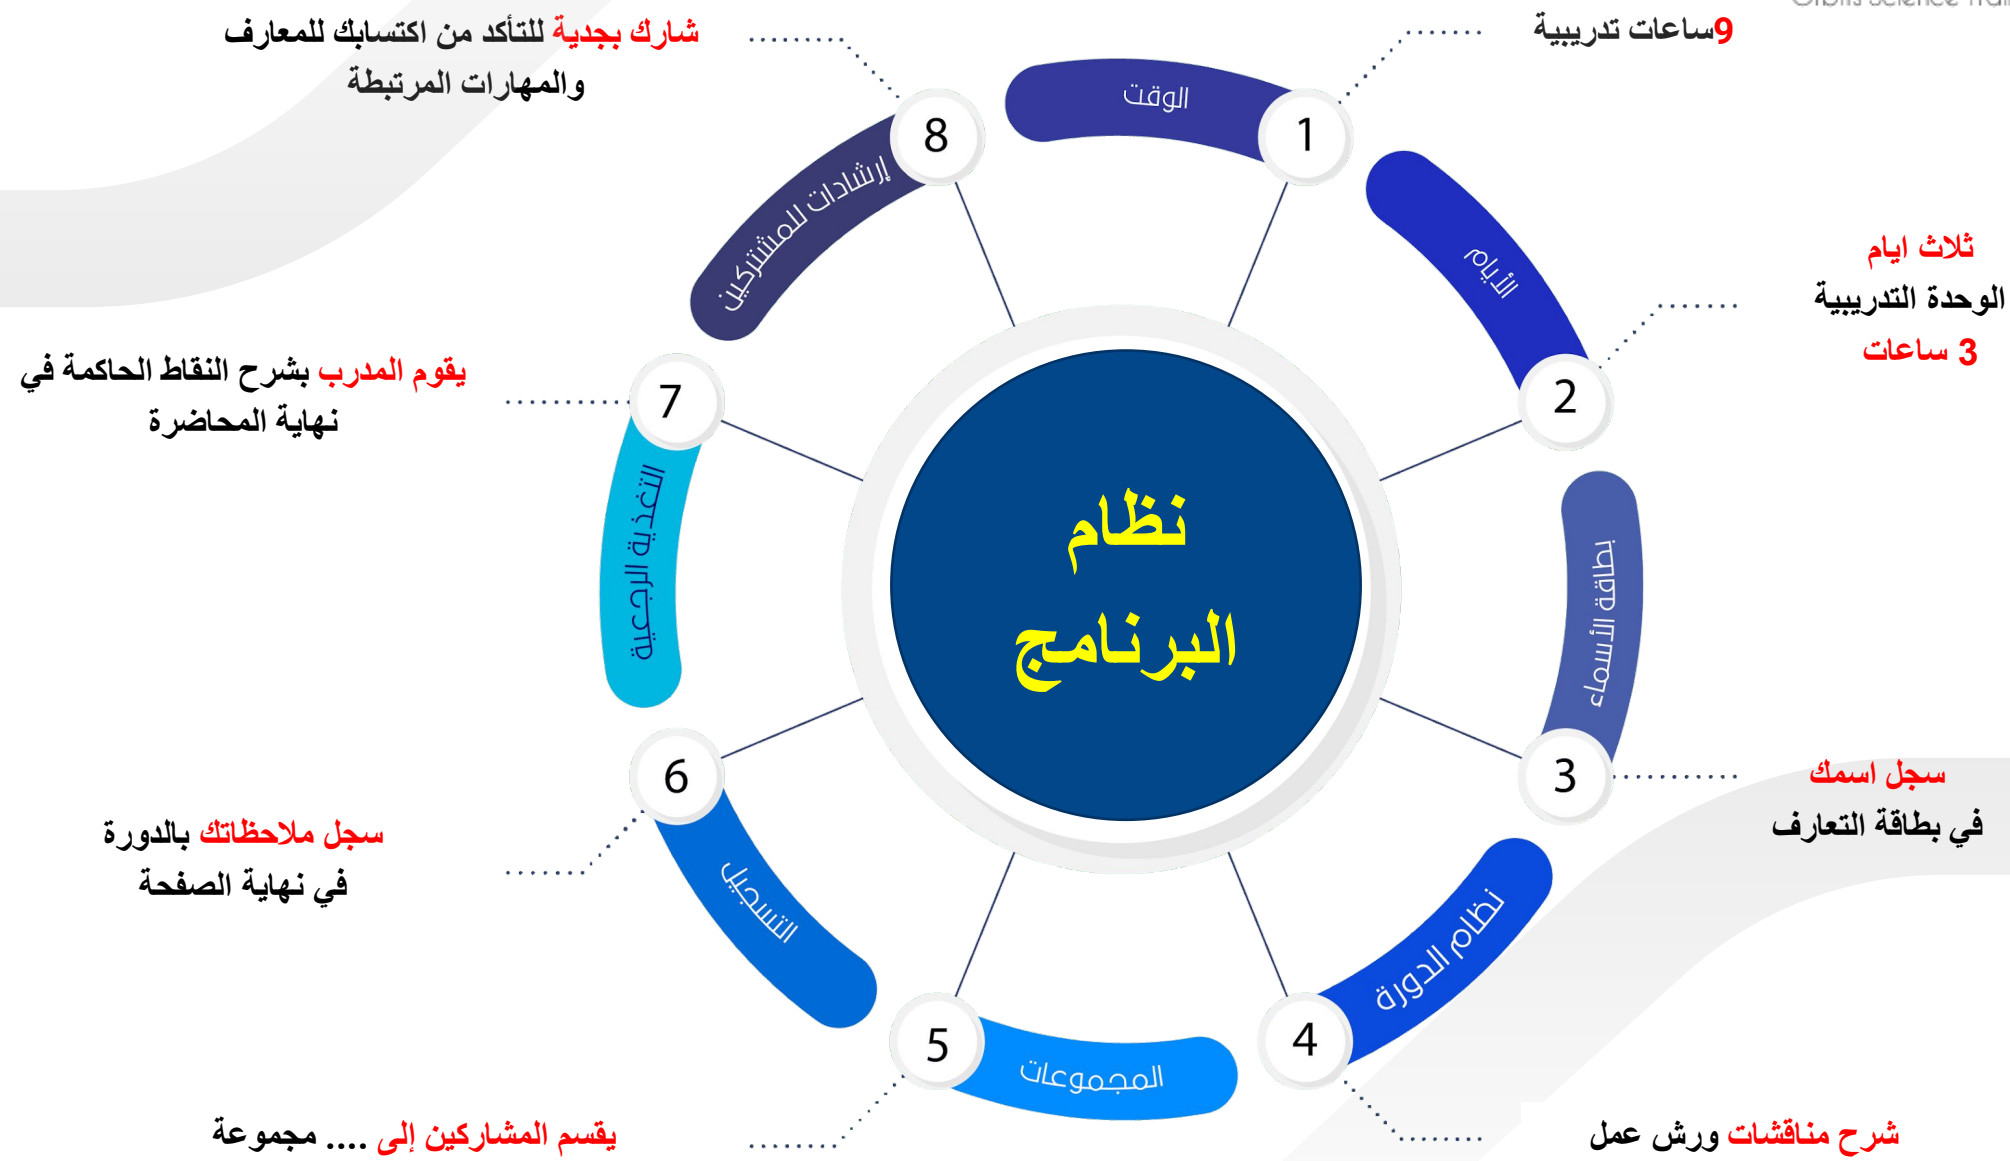 نظام
البرنامج
1
الوقت
9ساعات تدريبية
2
الأيام
ثلاث ايام
الوحدة التدريبية
3 ساعات
3
بطاقة الأسماء
سجل اسمك
في بطاقة التعارف
4
نظام الدورة
شرح مناقشات ورش عمل
5
المجموعات
يقسم المشاركين إلى .... مجموعة
6
التسجيل
سجل ملاحظاتك بالدورة
في نهاية الصفحة
7
التغذية الرجعية
يقوم المدرب بشرح النقاط الحاكمة في
نهاية المحاضرة
8
إرشادات للمشتركين
شارك بجدية للتأكد من اكتسابك للمعارف
والمهارات المرتبطة